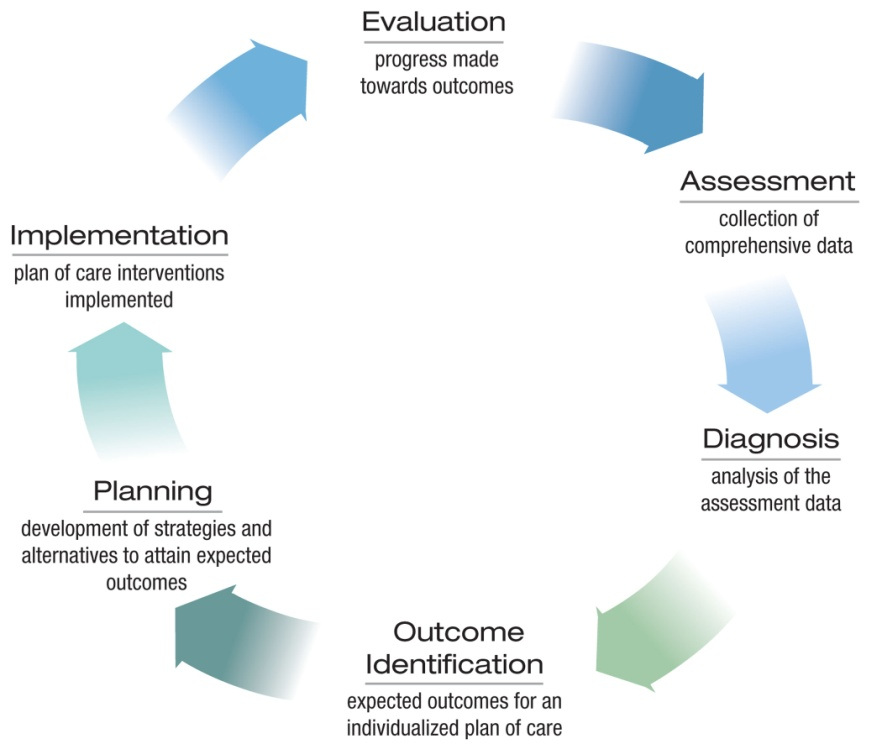 Evaluation
progress made
towards outcomes
Assessment
collection of
comprehensive data
Diagnosis
analysis of the
assessment data
Outcome
Identification
expected outcomes for an
individualized plan of care
Planning
development of strategies and
alternatives to attain expected
outcomes
Implementation
plan of care interventions
implemented